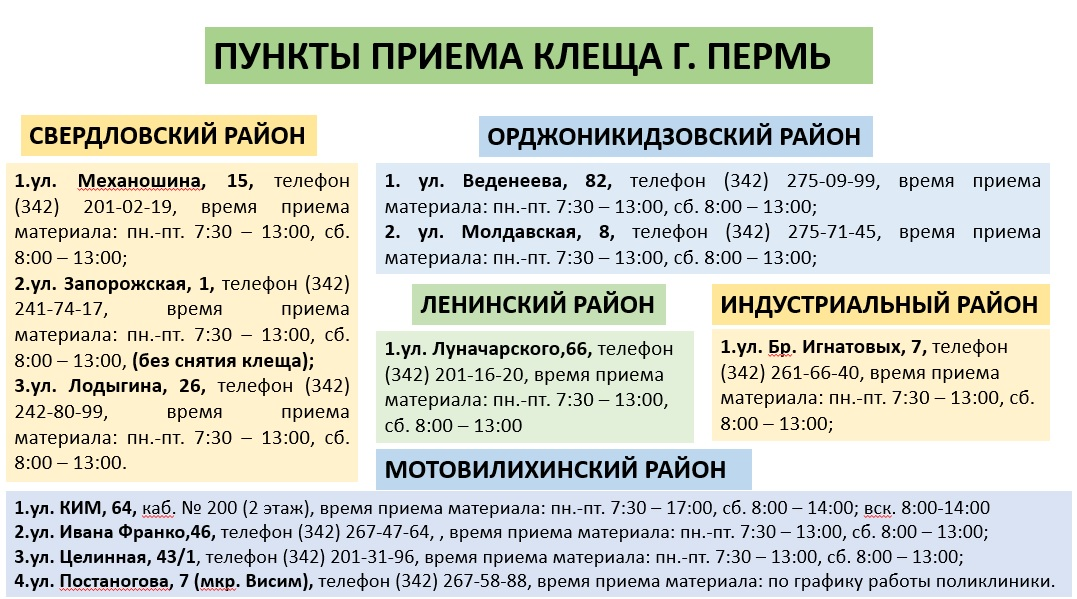 ПУНКТЫ ПРИЕМА КЛЕЩА Г. ПЕРМЬ
СВЕРДЛОВСКИЙ РАЙОН
1.ул. Механошина, 15, телефон
(342) 201-02-19, время приема
материала: пн.-пт. 7:30 – 13:00, сб.
8:00 – 13:00;
2.ул. Запорожская, 1, телефон (342)
241-74-17, время приема
материала: пн.-пт. 7:30 – 13:00, сб.
8:00 – 13:00, (без снятия клеща);
3.ул. Лодыгина, 26, телефон (342)
242-80-99, время приема
материала: пн.-пт. 7:30 – 13:00, сб.
8:00 – 13:00.
ОРДЖОНИКИДЗОВСКИЙ РАЙОН
1. ул. Веденеева, 82, телефон (342) 275-09-99, время приема
материала: пн.-пт. 7:30 – 13:00, сб. 8:00 – 13:00;
2. ул. Молдавская, 8, телефон (342) 275-71-45, время приема
материала: пн.-пт. 7:30 – 13:00, сб. 8:00 – 13:00;
ЛЕНИНСКИЙ РАЙОН
1.ул. Луначарского,66, телефон
(342) 201-16-20, время приема
материала: пн.-пт. 7:30 – 13:00,
сб. 8:00 – 13:00
ИНДУСТРИАЛЬНЫЙ РАЙОН
1.ул. Бр. Игнатовых, 7, телефон
(342) 261-66-40, время приема
материала: пн.-пт. 7:30 – 13:00, сб.
8:00 – 13:00;
МОТОВИЛИХИНСКИЙ РАЙОН
1.ул. КИМ, 64, каб. № 200 (2 этаж), время приема материала: пн.-пт. 7:30 – 17:00, сб. 8:00 – 14:00; вск. 8:00-14:00
2.ул. Ивана Франко,46, телефон (342) 267-47-64, , время приема материала: пн.-пт. 7:30 – 13:00, сб. 8:00 – 13:00;
3.ул. Целинная, 43/1, телефон (342) 201-31-96, время приема материала: пн.-пт. 7:30 – 13:00, сб. 8:00 – 13:00;
4.ул. Постаногова, 7 (мкр. Висим), телефон (342) 267-58-88, время приема материала: по графику работы поликлиники.